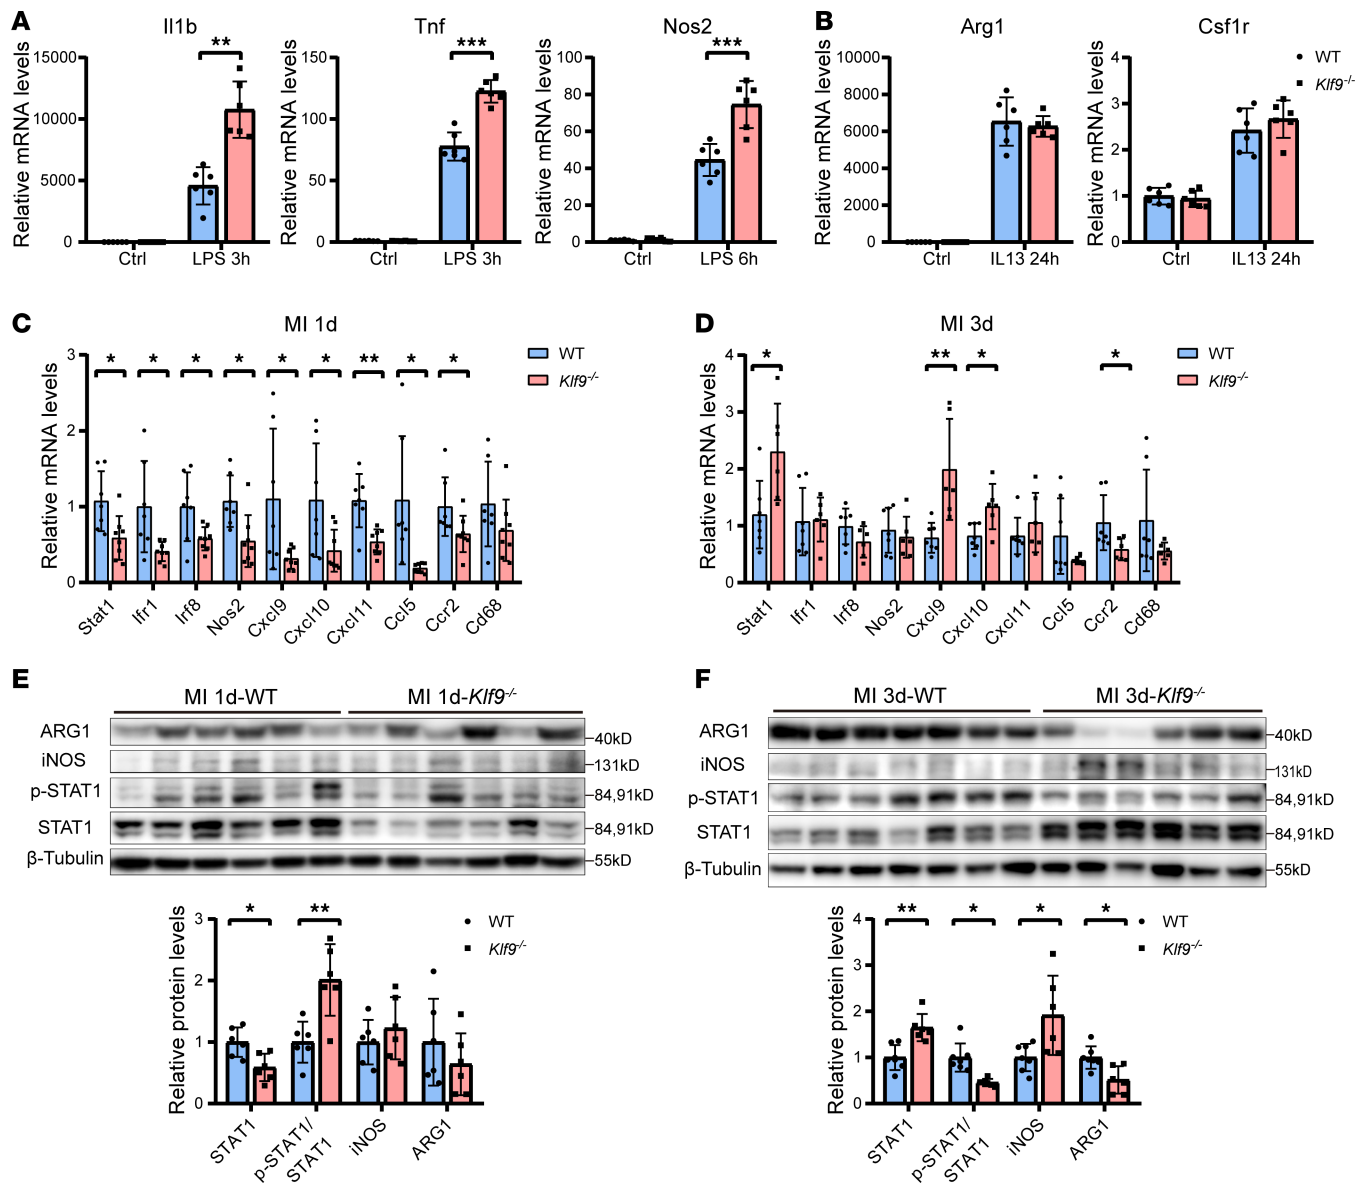 A
Il1b
Relative mRNA levels
15000
10000
5000
0
**
Ctrl
LPS 3h
Tnf
Relative mRNA levels
150
100
50
0
***
Ctrl
LPS 3h
Nos2
Relative mRNA levels
100
80
60
40
20
0
***
Ctrl
LPS 6h
B
Arg1
Relative mRNA levels
10000
8000
6000
4000
2000
0
Ctrl
IL13 24h
Csf1r
Relative mRNA levels
4
3
2
1
0
Ctrl
IL13 24h
WT
Klf9-/-
C
MI 1d
Relative mRNA levels
3
2
1
0
* * * * * * ** * *
Stat1
Ifr1
Irf8
Nos2
Cxcl9
Cxcl10
Cxcl11
Ccl5
Ccr2
Cd68
WT
Klf9-/-
D
MI 3d
Relative mRNA levels
4
3
2
1
0
* ** * *
Stat1
Ifr1
Irf8
Nos2
Cxcl9
Cxcl10
Cxcl11
Ccl5
Ccr2
Cd68
WT
Klf9-/-
E
MI 1d-WT MI 1d-Klf9-/-
ARG1 40kD
iNOS 131kD
p-STAT1 84,91kD
STAT1 84,91kD
β-Tubulin 55kD
Relative protein levels
3
2
1
0
* **
STAT1
p-STAT1/
STAT1
iNOS
ARG1
WT
Klf9-/-
F
MI 3d-WT MI 3d-Klf9-/-
ARG1 40kD
iNOS 131kD
p-STAT1 84,91kD
STAT1 84,91kD
β-Tubulin 55kD
Relative protein levels
4
3
2
1
0
** * * *
STAT1
p-STAT1/
STAT1
iNOS
ARG1
WT
Klf9-/-